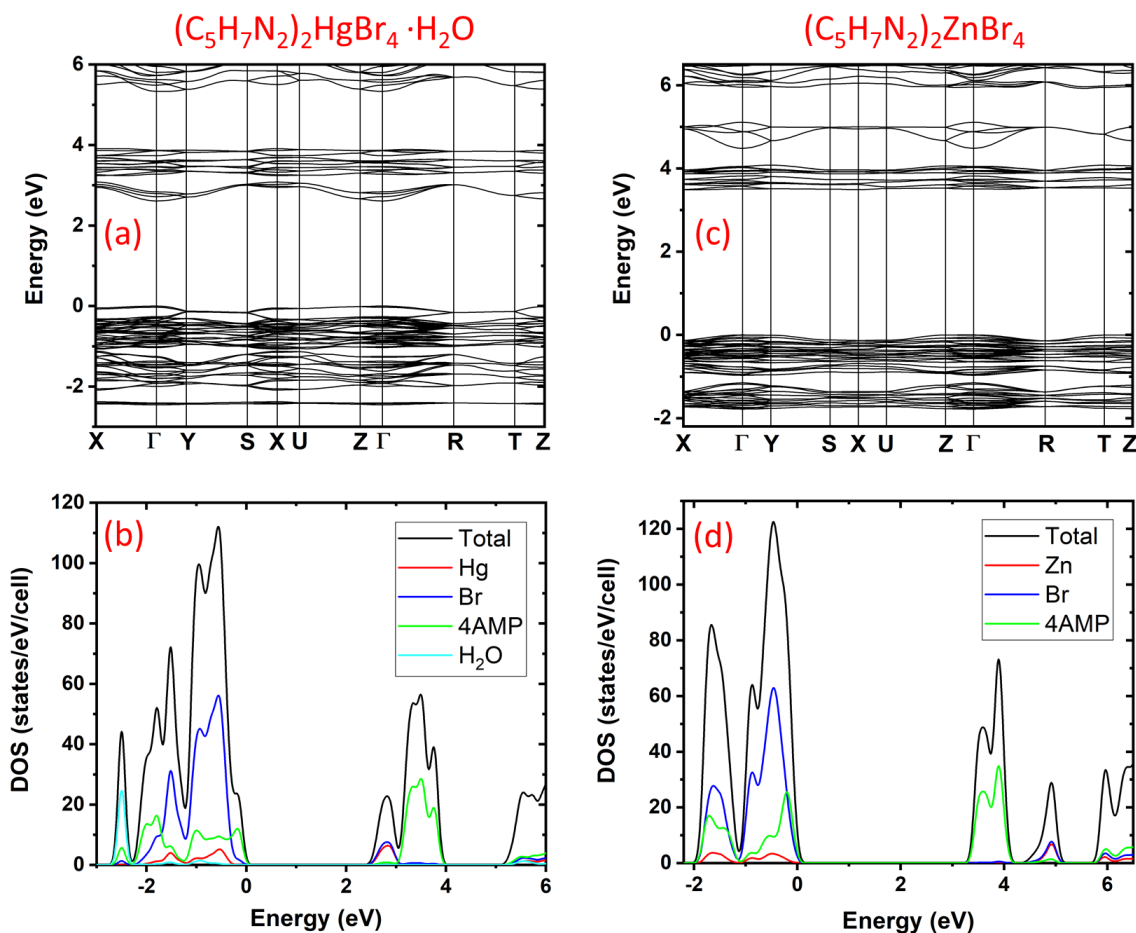 (C₅H₇N₂)₂HgBr₄ ·H₂O
(C₅H₇N₂)₂ZnBr₄
6
4
2
0
-2
Energy (eV)
(a)
X Γ Y S X U Z Γ R T Z
6
4
2
0
-2
Energy (eV)
(c)
X Γ Y S X U Z Γ R T Z
120
100
80
60
40
20
0
DOS (states/eV/cell)
(b)
Total
Hg
Br
4AMP
H₂O
-2 0 2 4 6
Energy (eV)
120
100
80
60
40
20
0
DOS (states/eV/cell)
(d)
Total
Zn
Br
4AMP
-2 0 2 4 6
Energy (eV)